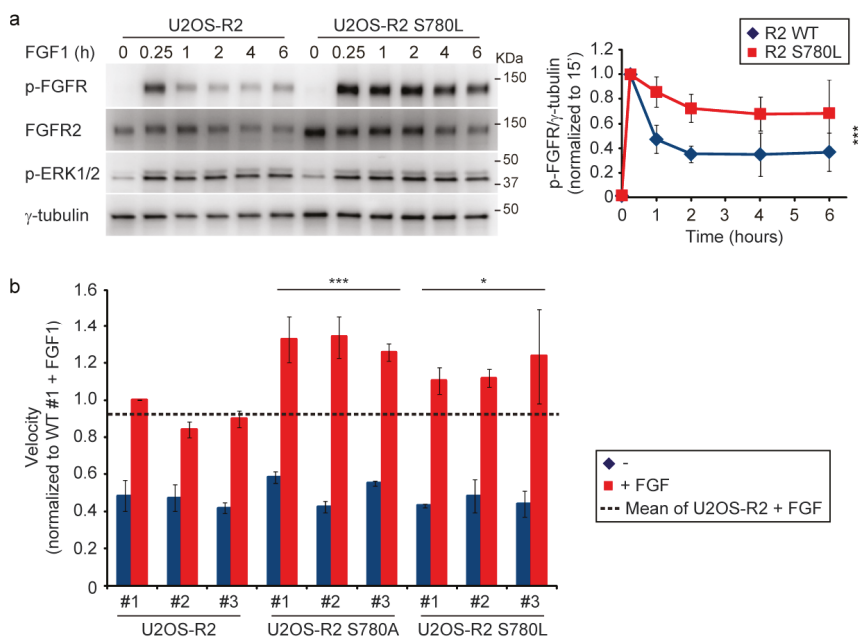 a
U2OS-R2 U2OS-R2 S780L
FGF1 (h) 0 0.25 1 2 4 6 0 0.25 1 2 4 6 KDa
p-FGFR 150
FGFR2 150
p-ERK1/2 50
37
γ-tubulin 50
R2 WT
R2 S780L
p-FGFR/γ-tubulin
(normalized to 15')
1.2
1.0
0.8
0.6
0.4
0.2
0
0 1 2 3 4 5 6
Time (hours)
***
b
Velocity
(normalized to WT #1 + FGF1)
1.6
1.4
1.2
1.0
0.8
0.6
0.4
0.2
0
*** *
#1 #2 #3 #1 #2 #3 #1 #2 #3
U2OS-R2 U2OS-R2 S780A U2OS-R2 S780L
-
+ FGF
Mean of U2OS-R2 + FGF